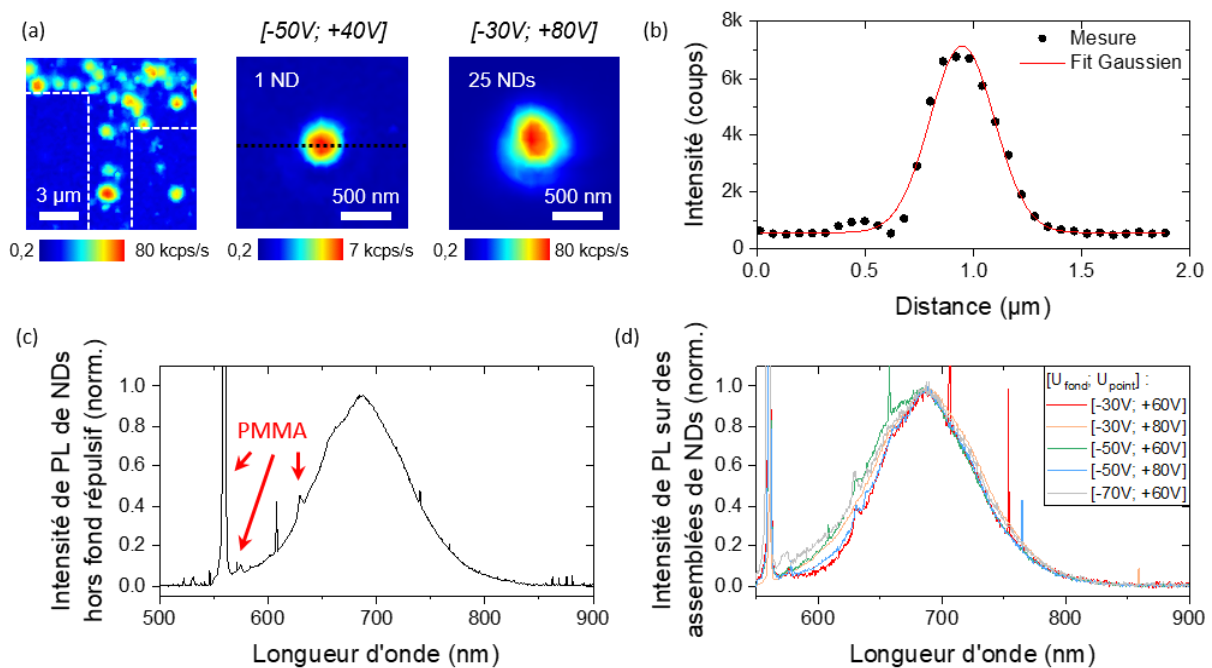 (a)
[-50V; +40V]
[-30V; +80V]
1 ND
25 NDs
3 µm
500 nm
500 nm
0,2 80 kcps/s
0,2 7 kcps/s
0,2 80 kcps/s
(b)
Intensité (coups)
8k
6k
4k
2k
0
Mesure
Fit Gaussien
0.0 0.5 1.0 1.5 2.0
Distance (µm)
(c)
Intensité de PL de NDs
hors fond répulsif (norm.)
1.0
0.8
0.6
0.4
0.2
0.0
PMMA
500 600 700 800 900
Longueur d'onde (nm)
(d)
Intensité de PL sur des
assemblées de NDs (norm.)
1.0
0.8
0.6
0.4
0.2
0.0
[Ufond; Upoint] :
[-30V; +60V]
[-30V; +80V]
[-50V; +60V]
[-50V; +80V]
[-70V; +60V]
600 700 800 900
Longueur d'onde (nm)